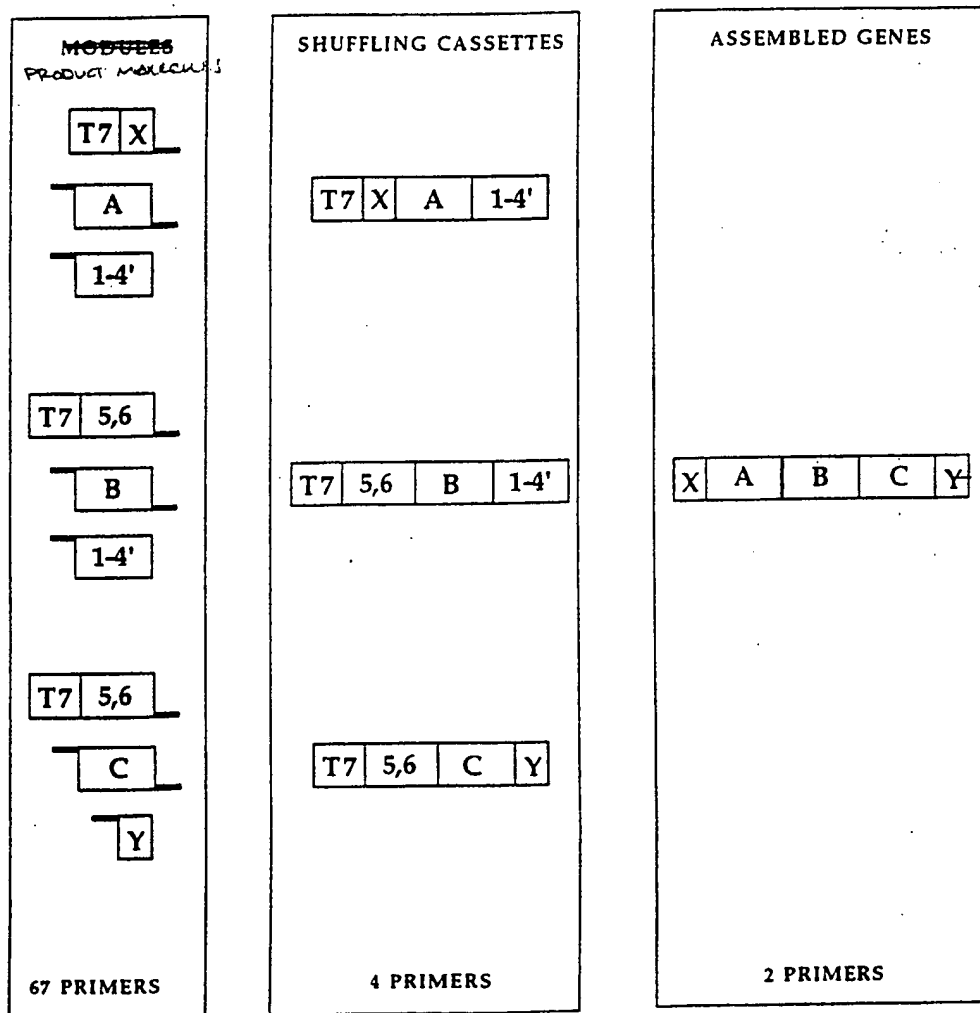 MODULES
PRODUCT MOLECULES
T7 X
A
1-4'
T7 5,6
B
1-4'
T7 5,6
C
Y
67 PRIMERS
SHUFFLING CASSETTES
T7 X A 1-4'
T7 5,6 B 1-4'
T7 5,6 C Y
4 PRIMERS
ASSEMBLED GENES
X A B C Y
2 PRIMERS